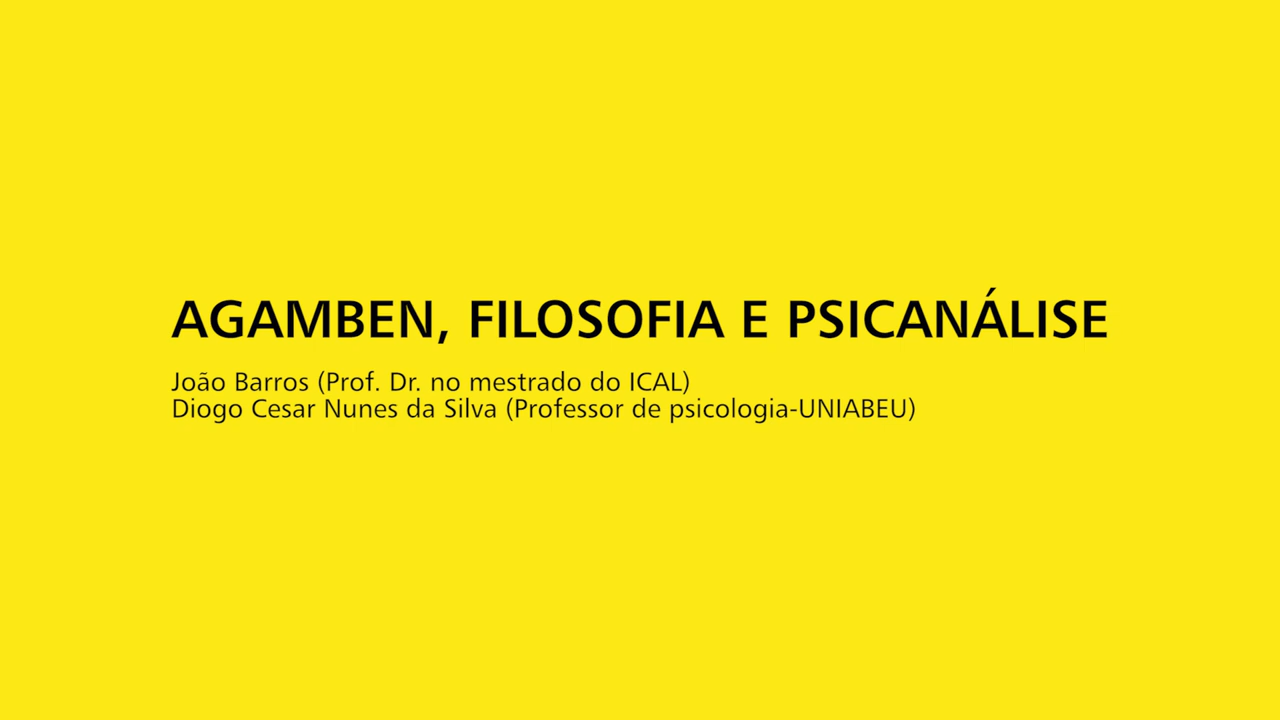 AGAMBEN, FILOSOFIA E PSICANÁLISE
João Barros (Prof. Dr. no mestrado do ICAL)
Diogo Cesar Nunes da Silva (Professor de psicologia-UNIABEU)